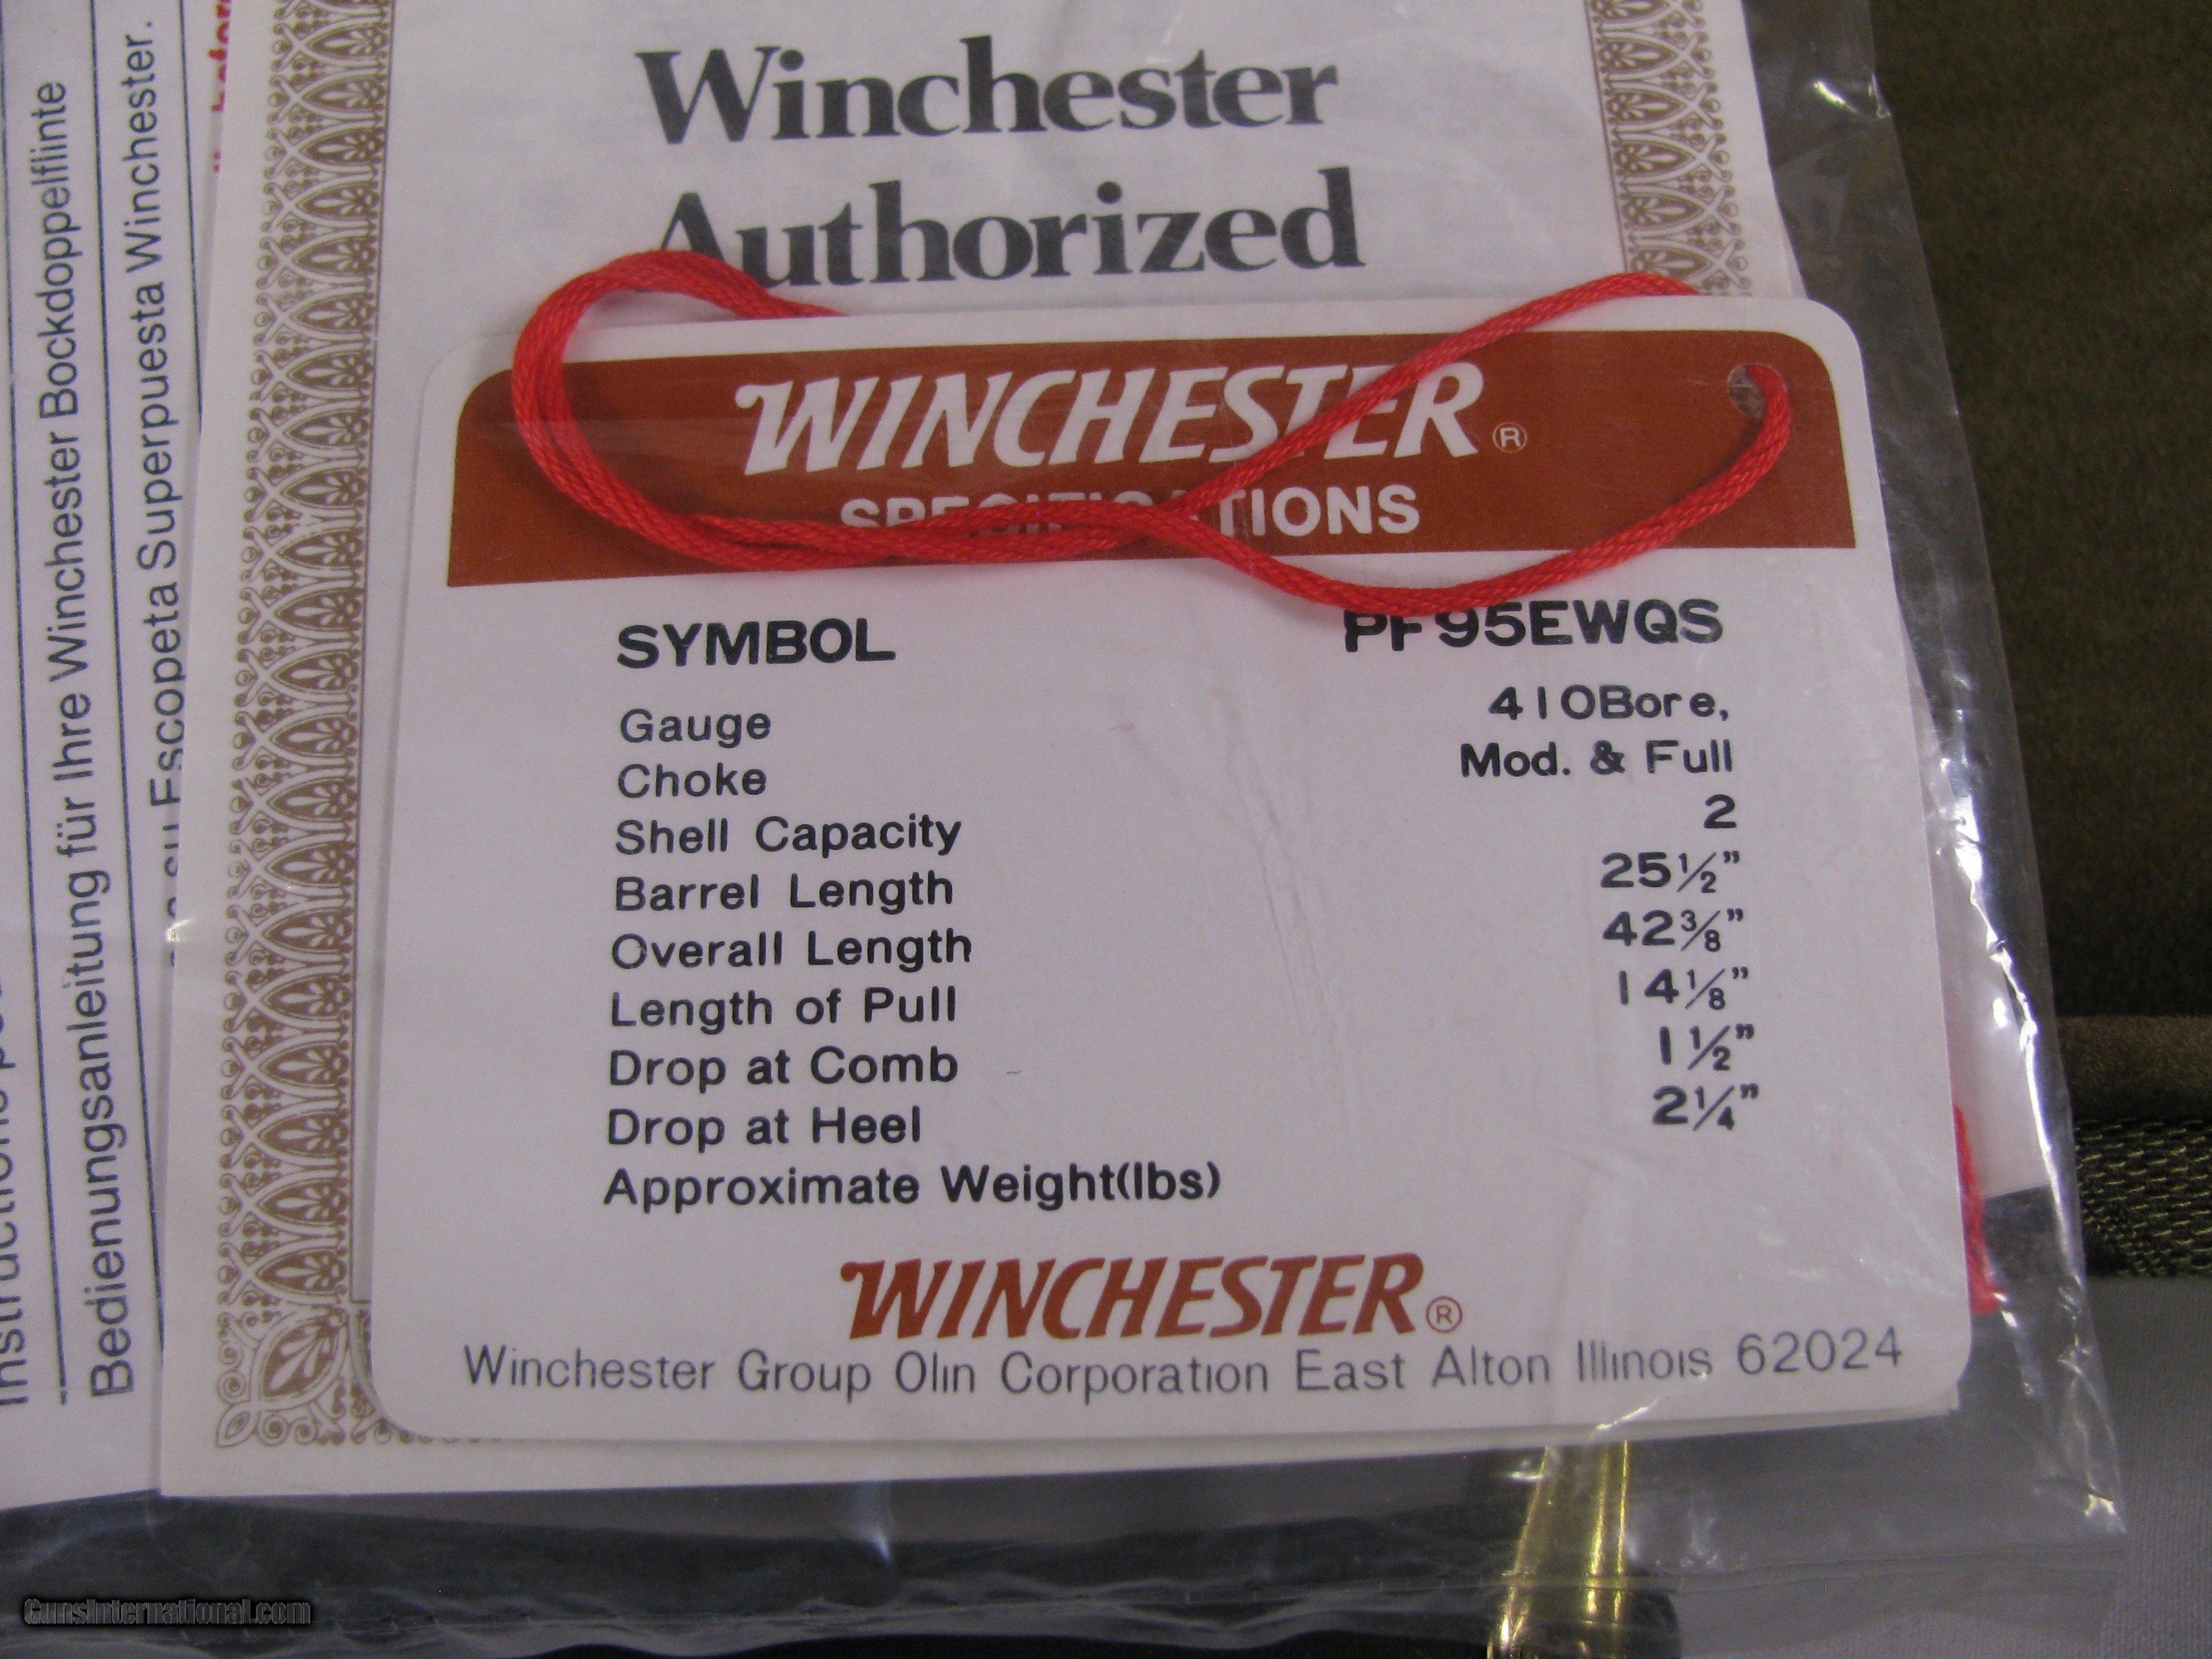 Bedienungsanleitung für Ihre Winchester Bockdoppelflinte
su Escopeta Superpuesta Winchester.
Winchester
Authorized
WINCHESTER®
SPECIFICATIONS
SYMBOL PF95EWQS
Gauge 410Bore,
Choke Mod. & Full
Shell Capacity 2
Barrel Length 25½”
Overall Length 42⅜”
Length of Pull 14⅛”
Drop at Comb 1½”
Drop at Heel 2¼”
Approximate Weight(lbs)
WINCHESTER®
Winchester Group Olin Corporation East Alton Illinois 62024
GunsInternational.com